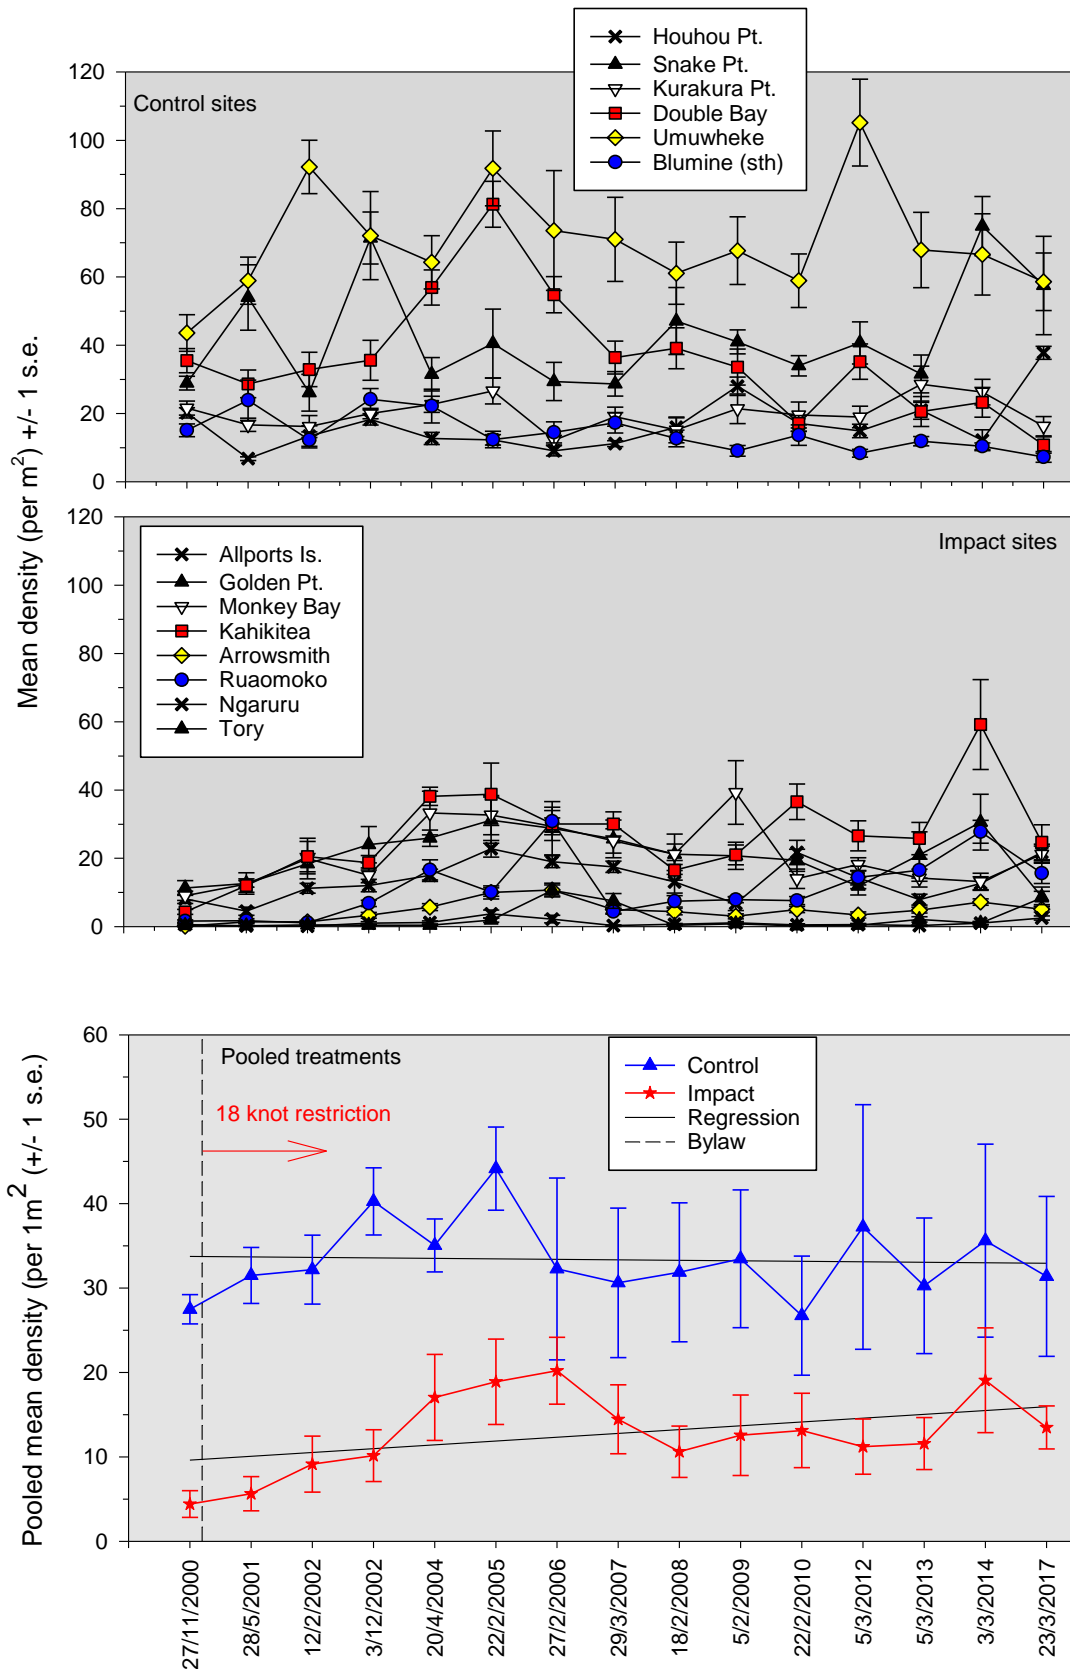 Houhou Pt.
Snake Pt.
Kurakura Pt.
Double Bay
Umuwheke
Blumine (sth)
Control sites
120
100
80
60
40
20
0
Mean density (per m2) +/- 1 s.e.
Impact sites
Allports Is.
Golden Pt.
Monkey Bay
Kahikitea
Arrowsmith
Ruaomoko
Ngaruru
Tory
120
100
80
60
40
20
0
Pooled treatments
18 knot restriction
Control
Impact
Regression
Bylaw
Pooled mean density (per 1m2 (+/- 1 s.e.)
60
50
40
30
20
10
0
27/11/2000
28/5/2001
12/2/2002
3/12/2002
20/4/2004
22/2/2005
27/2/2006
29/3/2007
18/2/2008
5/2/2009
22/2/2010
5/3/2012
5/3/2013
3/3/2014
23/3/2017